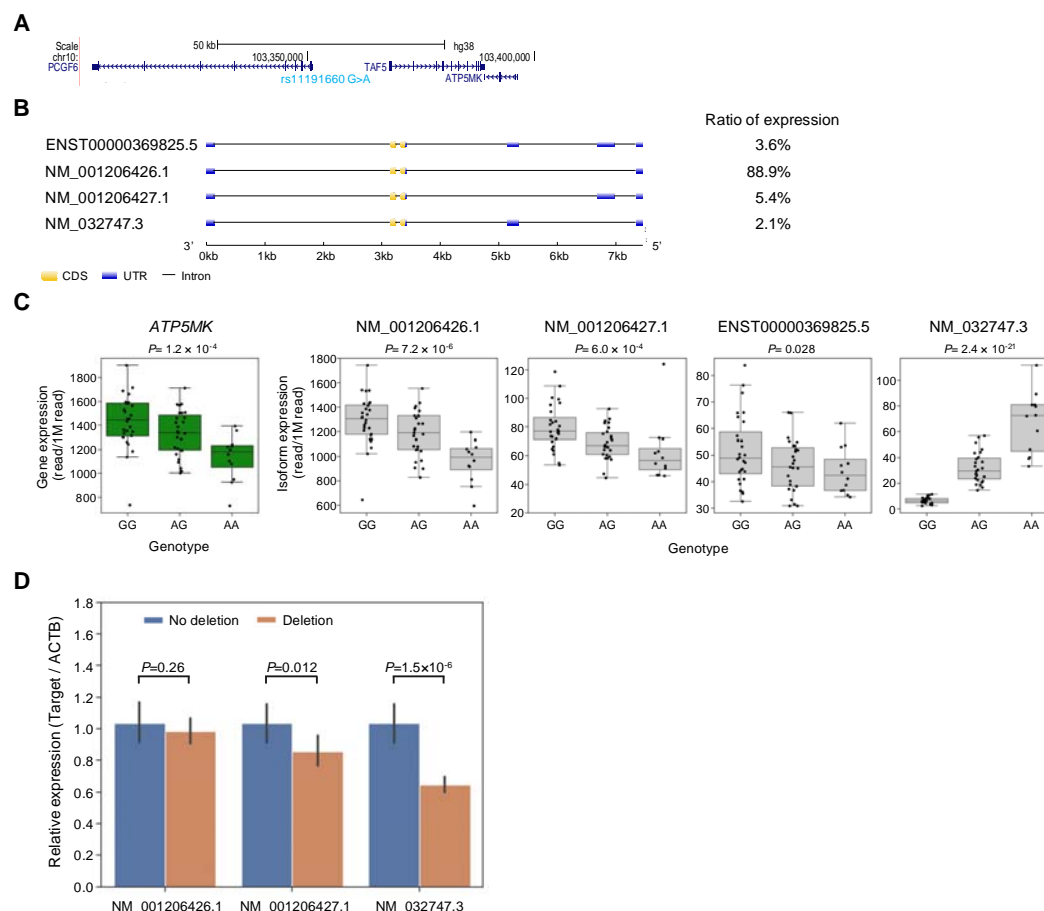 A
Scale
50 kb
hg38
chr10:
103,350,000
103,400,000
PCGF6
TAF5
rs11191660 G>A
ATP5MK
B
Ratio of expression
ENST00000369825.5
3.6%
NM_001206426.1
88.9%
NM_001206427.1
5.4%
NM_032747.3
2.1%
3’
5’
0kb 1kb 2kb 3kb 4kb 5kb 6kb 7kb
CDS UTR Intron
C
ATP5MK
P= 1.2 × 10-4
Gene expression
(read/1M read)
1800
1600
1400
1200
1000
800
GG AG AA
Genotype
NM_001206426.1
P= 7.2 × 10-6
Isoform expression
(read/1M read)
1800
1600
1400
1200
1000
800
600
GG AG AA
NM_001206427.1
P= 6.0 × 10-4
120
100
80
60
40
20
GG AG AA
ENST00000369825.5
P= 0.028
80
70
60
50
40
30
GG AG AA
NM_032747.3
P= 2.4 × 10-21
100
80
60
40
20
0
GG AG AA
Genotype
D
Relative expression (Target / ACTB)
1.8
1.6
1.4
1.2
1.0
0.8
0.6
0.4
0.2
0.0
No deletion Deletion
P=0.26
P=0.012
P=1.5×10-6
NM_001206426.1 NM_001206427.1 NM_032747.3